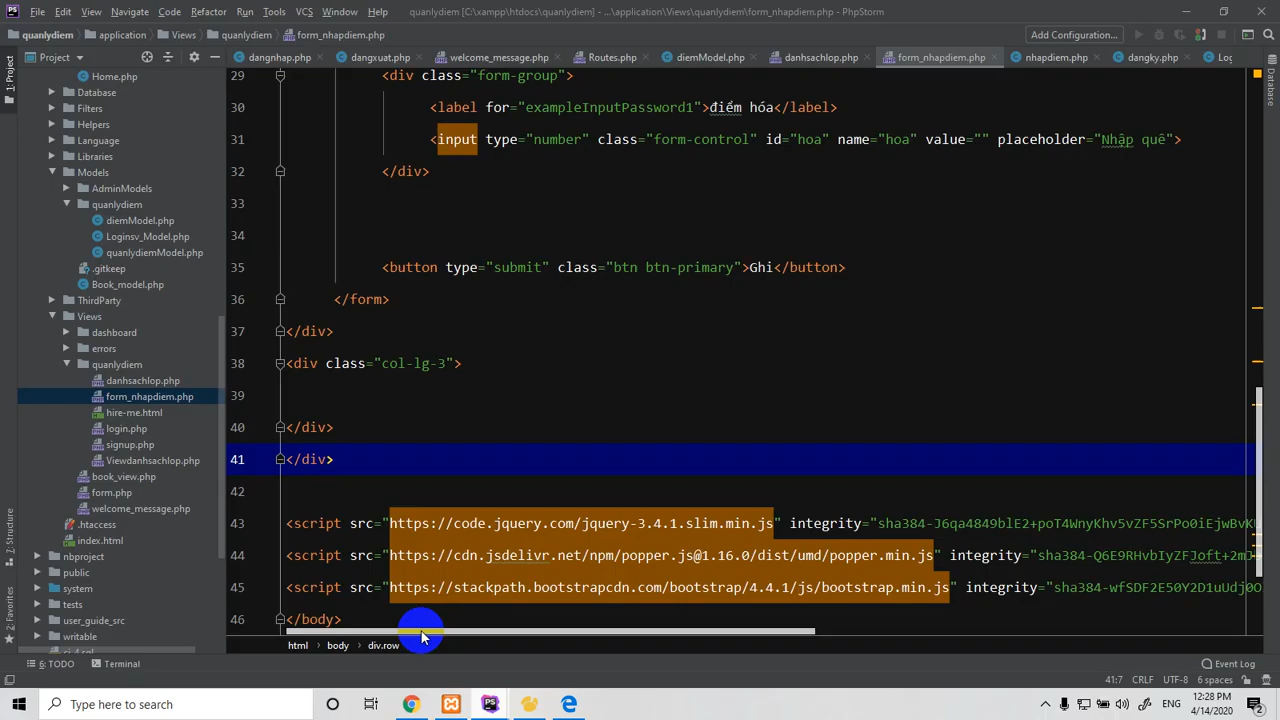 File Edit View Navigate Code Refactor Run Tools VCS Window Help quanlydiem [C:\xampp\htdocs\quanlydiem] - ...\application\Views\quanlydiem\form_nhapdiem.php - PhpStorm
quanlydiem application Views quanlydiem form_nhapdiem.php Add Configuration...
Project dangnhap.php dangxuat.php welcome_message.php Routes.php diemModel.php danhsachlop.php form_nhapdiem.php nhapdiem.php dangky.php Log
1: Project
7: Structure
2: Favorites
Database
Home.php
Database
Filters
Helpers
Language
Libraries
Models
AdminModels
quanlydiem
diemModel.php
Loginsv_Model.php
quanlydiemModel.php
.gitkeep
Book_model.php
ThirdParty
Views
dashboard
errors
quanlydiem
danhsachlop.php
form_nhapdiem.php
hire-me.html
login.php
signup.php
Viewdanhsachlop.php
book_view.php
form.php
welcome_message.php
.htaccess
index.html
nbproject
public
system
tests
user_guide_src
writable
29 <div class="form-group">
30 <label for="exampleInputPassword1">điểm hóa</label>
31 <input type="number" class="form-control" id="hoa" name="hoa" value="" placeholder="Nhập quê">
32 </div>
33
34
35 <button type="submit" class="btn btn-primary">Ghi</button>
36 </form>
37 </div>
38 <div class="col-lg-3">
39
40 </div>
41 </div>
42
43 <script src="https://code.jquery.com/jquery-3.4.1.slim.min.js" integrity="sha384-J6qa4849blE2+poT4WnyKhv5vZF5SrPo0iEjwBvKU
44 <script src="https://cdn.jsdelivr.net/npm/popper.js@1.16.0/dist/umd/popper.min.js" integrity="sha384-Q6E9RHvbIyZFJoft+2mJ
45 <script src="https://stackpath.bootstrapcdn.com/bootstrap/4.4.1/js/bootstrap.min.js" integrity="sha384-wfSDF2E50Y2D1uUdj0O
46 </body>
html body div.row
6: TODO Terminal Event Log
41:7 CRLF UTF-8 6 spaces
Type here to search
12:28 PM
4/14/2020
2